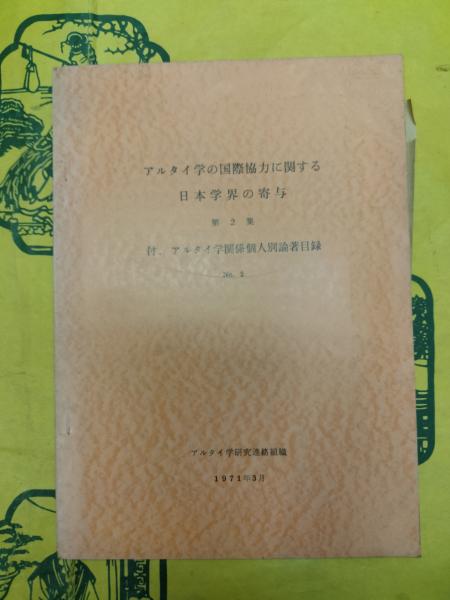 アルタイ学の国際協力に関する
日本学界の寄与
第2集
付、アルタイ学関係個人別論著目録
No. 2
アルタイ学研究連絡組織
1971年3月